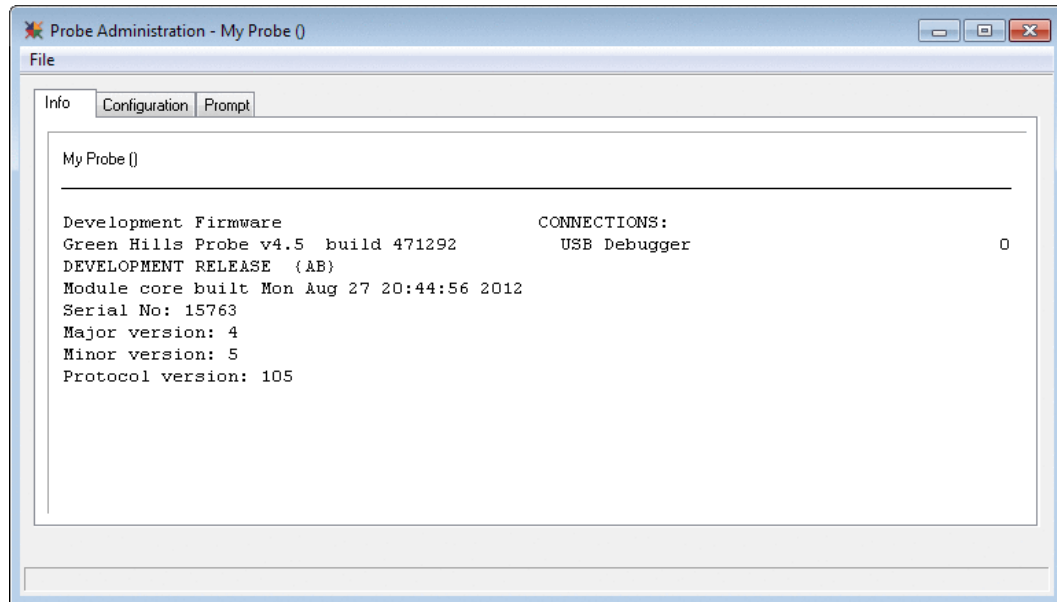 Probe Administration - My Probe ()
File
Info Configuration Prompt
My Probe ()
Development Firmware CONNECTIONS:
Green Hills Probe v4.5 build 471292 USB Debugger 0
DEVELOPMENT RELEASE {AB}
Module core built Mon Aug 27 20:44:56 2012
Serial No: 15763
Major version: 4
Minor version: 5
Protocol version: 105